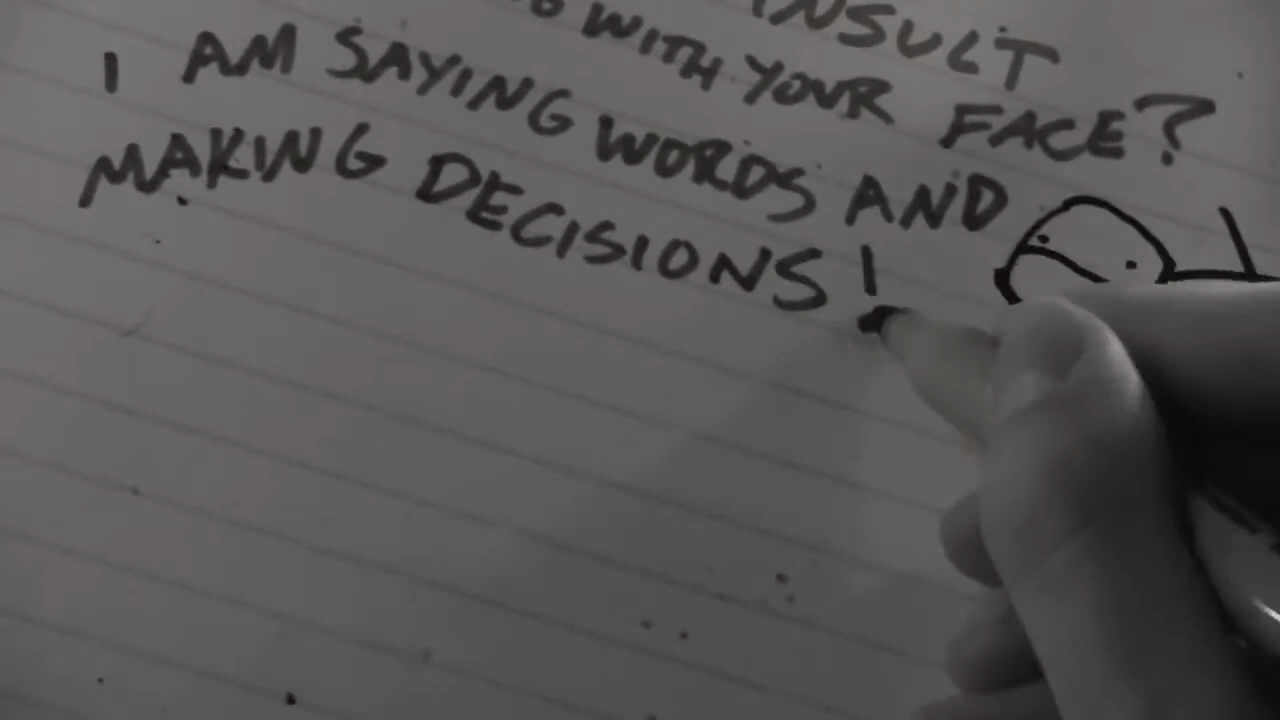 INSULT
WITH YOUR FACE?
I AM SAYING WORDS AND
MAKING DECISIONS!